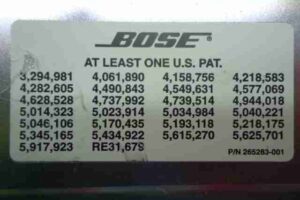 BOSE
AT LEAST ONE U.S. PAT.
3,294,981 4,061,890 4,158,756 4,218,583
4,282,605 4,490,843 4,549,631 4,577,069
4,628,528 4,737,992 4,739,514 4,944,018
5,014,323 5,023,914 5,034,984 5,040,221
5,046,106 5,170,435 5,193,118 5,218,175
5,345,165 5,434,922 5,615,270 5,625,701
5,917,923 RE31,679 P/N 265283-001